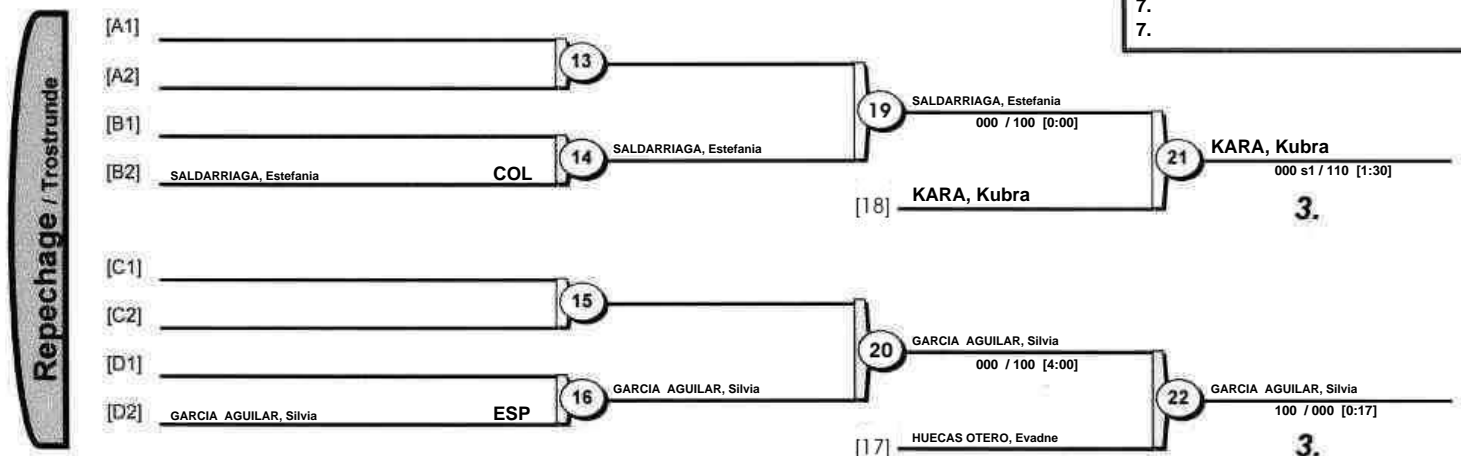 7.
7.
Repechage / Trostrunde
[A1]
13
[A2]
19
SALDARRIAGA, Estefania
000 / 100 [0:00]
[B1]
14
SALDARRIAGA, Estefania
[B2] SALDARRIAGA, Estefania COL
21
KARA, Kubra
000 s1 / 110 [1:30]
[18] KARA, Kubra
3.
[C1]
15
[C2]
20
GARCIA AGUILAR, Silvia
000 / 100 [4:00]
[D1]
16
GARCIA AGUILAR, Silvia
[D2] GARCIA AGUILAR, Silvia ESP
22
GARCIA AGUILAR, Silvia
100 / 000 [0:17]
[17] HUECAS OTERO, Evadne
3.